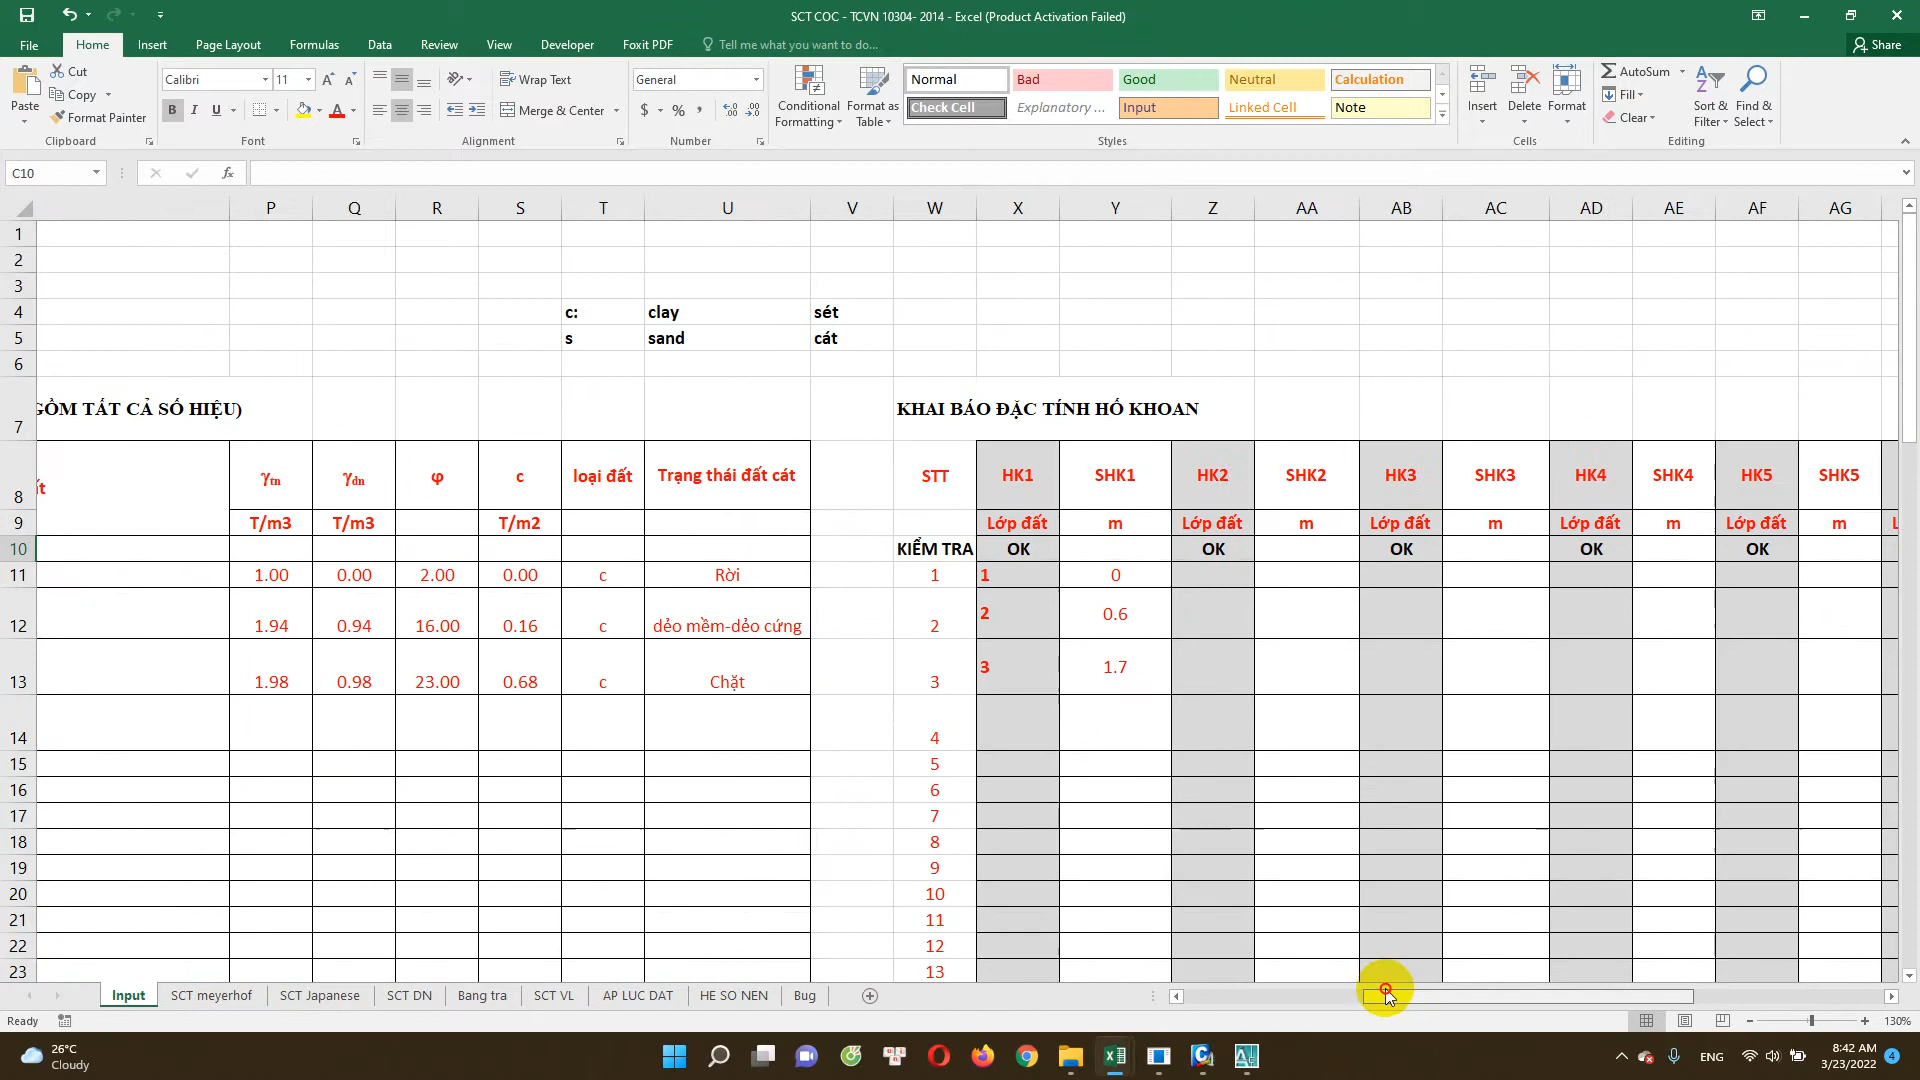 SCT COC - TCVN 10304- 2014 - Excel (Product Activation Failed)
File Home Insert Page Layout Formulas Data Review View Developer Foxit PDF Tell me what you want to do... Share
Paste Cut Copy Format Painter Clipboard
Calibri 11 B I U Font
Wrap Text Merge & Center Alignment
General $ % Number
Conditional Formatting Format as Table
Normal Bad Good Neutral Calculation
Check Cell Explanatory ... Input Linked Cell Note
Styles
Insert Delete Format Cells
AutoSum Fill Clear Sort & Filter Find & Select Editing
C10 fx
P Q R S T U V W X Y Z AA AB AC AD AE AF AG
1
2
3
4 c: clay sét
5 s sand cát
6
7 GỒM TẤT CẢ SỐ HIỆU) KHAI BÁO ĐẶC TÍNH HỐ KHOAN
8 ất γtn γdn φ c loại đất Trạng thái đất cát STT HK1 SHK1 HK2 SHK2 HK3 SHK3 HK4 SHK4 HK5 SHK5
9 T/m3 T/m3 T/m2 Lớp đất m Lớp đất m Lớp đất m Lớp đất m Lớp đất m L
10 KIỂM TRA OK OK OK OK OK
11 1.00 0.00 2.00 0.00 c Rời 1 1 0
12 1.94 0.94 16.00 0.16 c dẻo mềm-dẻo cứng 2 2 0.6
13 1.98 0.98 23.00 0.68 c Chặt 3 3 1.7
14 4
15 5
16 6
17 7
18 8
19 9
20 10
21 11
22 12
23 13
Input SCT meyerhof SCT Japanese SCT DN Bang tra SCT VL AP LUC DAT HE SO NEN Bug
Ready 130%
26°C
Cloudy
ENG
8:42 AM
3/23/2022
4